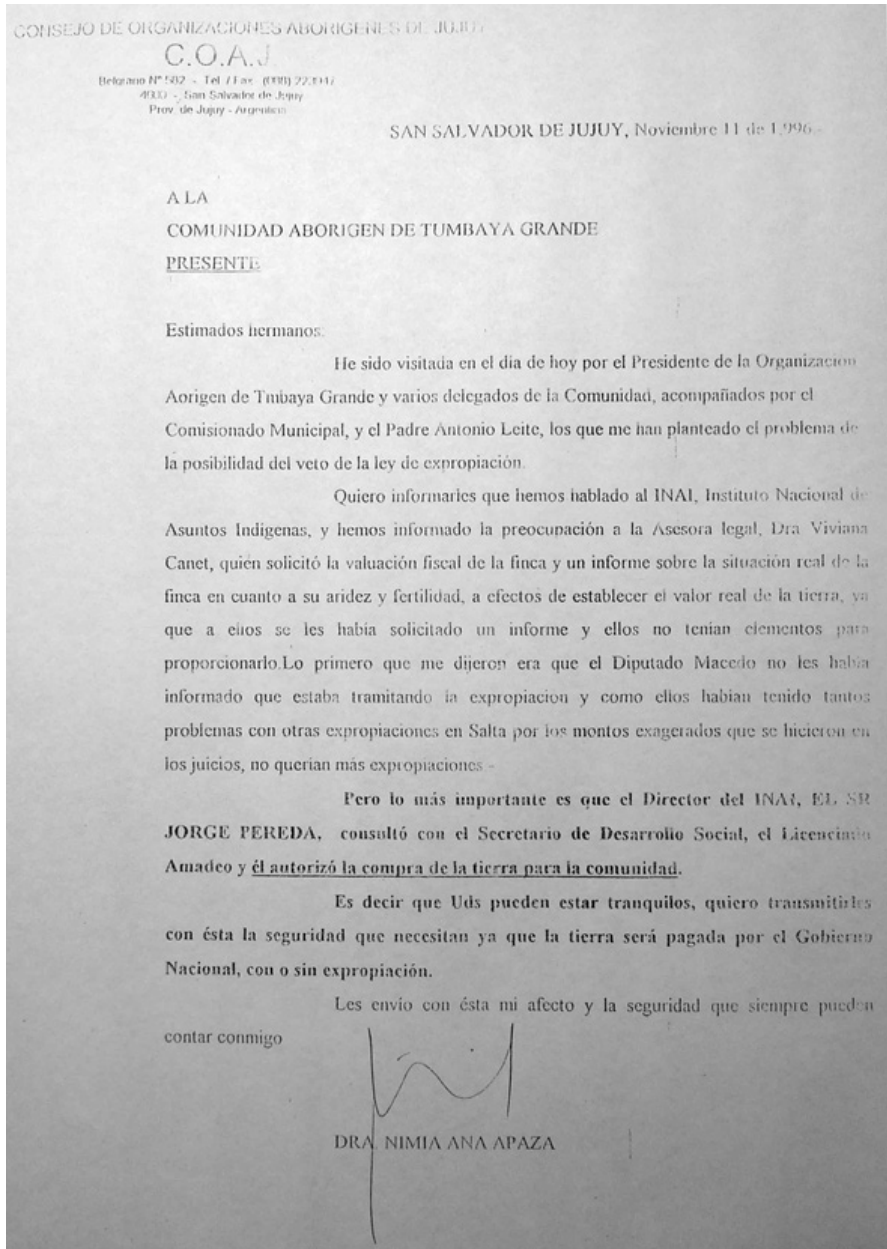 CONSEJO DE ORGANIZACIONES ABORIGENES DE JUJUY
C.O.A.J
Belgrano Nº 502 - Tel / Fax (088)
4600 - San Salvador de Jujuy
Prov. de Jujuy - Argentina
SAN SALVADOR DE JUJUY, Noviembre 11 de 1.996.-
A LA
COMUNIDAD ABORIGEN DE TUMBAYA GRANDE
PRESENTE
Estimados hermanos:
He sido visitada en el día de hoy por el Presidente de la Organizacion
Aorigen de Tmbaya Grande y varios delegados de la Comunidad, acompañados por el
Comisionado Municipal, y el Padre Antonio Leite, los que me han planteado el problema de
la posibilidad del veto de la ley de expropiación.
Quiero informarles que hemos hablado al INAI, Instituto Nacional de
Asuntos Indigenas, y hemos informado la preocupación a la Asesora legal, Dra Viviana
Canet, quién solicitó la valuación fiscal de la finca y un informe sobre la situación real de la
finca en cuanto a su aridez y fertilidad, a efectos de establecer el valor real de la tierra, ya
que a ellos se les había solicitado un informe y ellos no tenian elementos para
proporcionarlo.Lo primero que me dijeron era que el Diputado Macedo no les había
informado que estaba tramitando la expropiacion y como ellos habian tenido tantos
problemas con otras expropiaciones en Salta por los montos exagerados que se hicieron en
los juicios, no querian más expropiaciones.-
Pero lo más importante es que el Director del INAI, EL SR
JORGE PEREDA, consultó con el Secretario de Desarrollo Social, el Licenciado
Amadeo y él autorizó la compra de la tierra para la comunidad.
Es decir que Uds pueden estar tranquilos, quiero transmitirles
con ésta la seguridad que necesitan ya que la tierra será pagada por el Gobierno
Nacional, con o sin expropiación.
Les envío con ésta mi afecto y la seguridad que siempre pueden
contar conmigo
DRA. NIMIA ANA APAZA